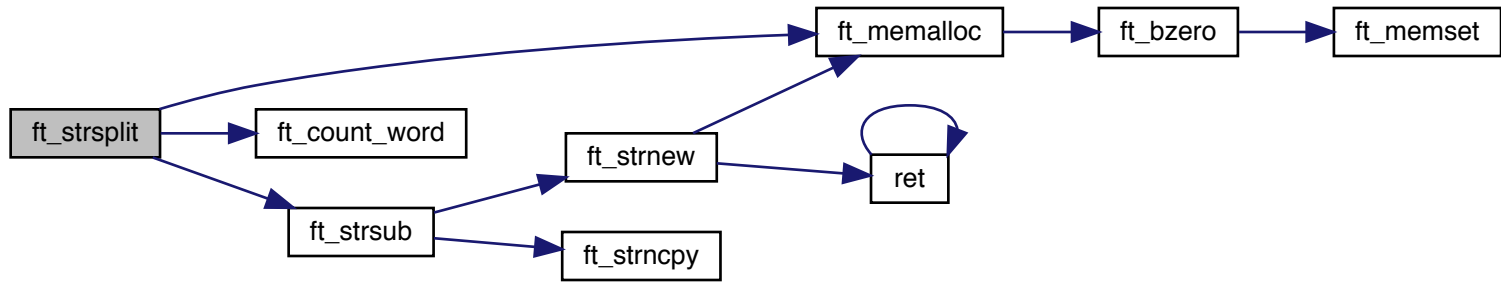 ft_strsplit
ft_memalloc
ft_bzero
ft_memset
ft_count_word
ft_strnew
ret
ft_strsub
ft_strncpy